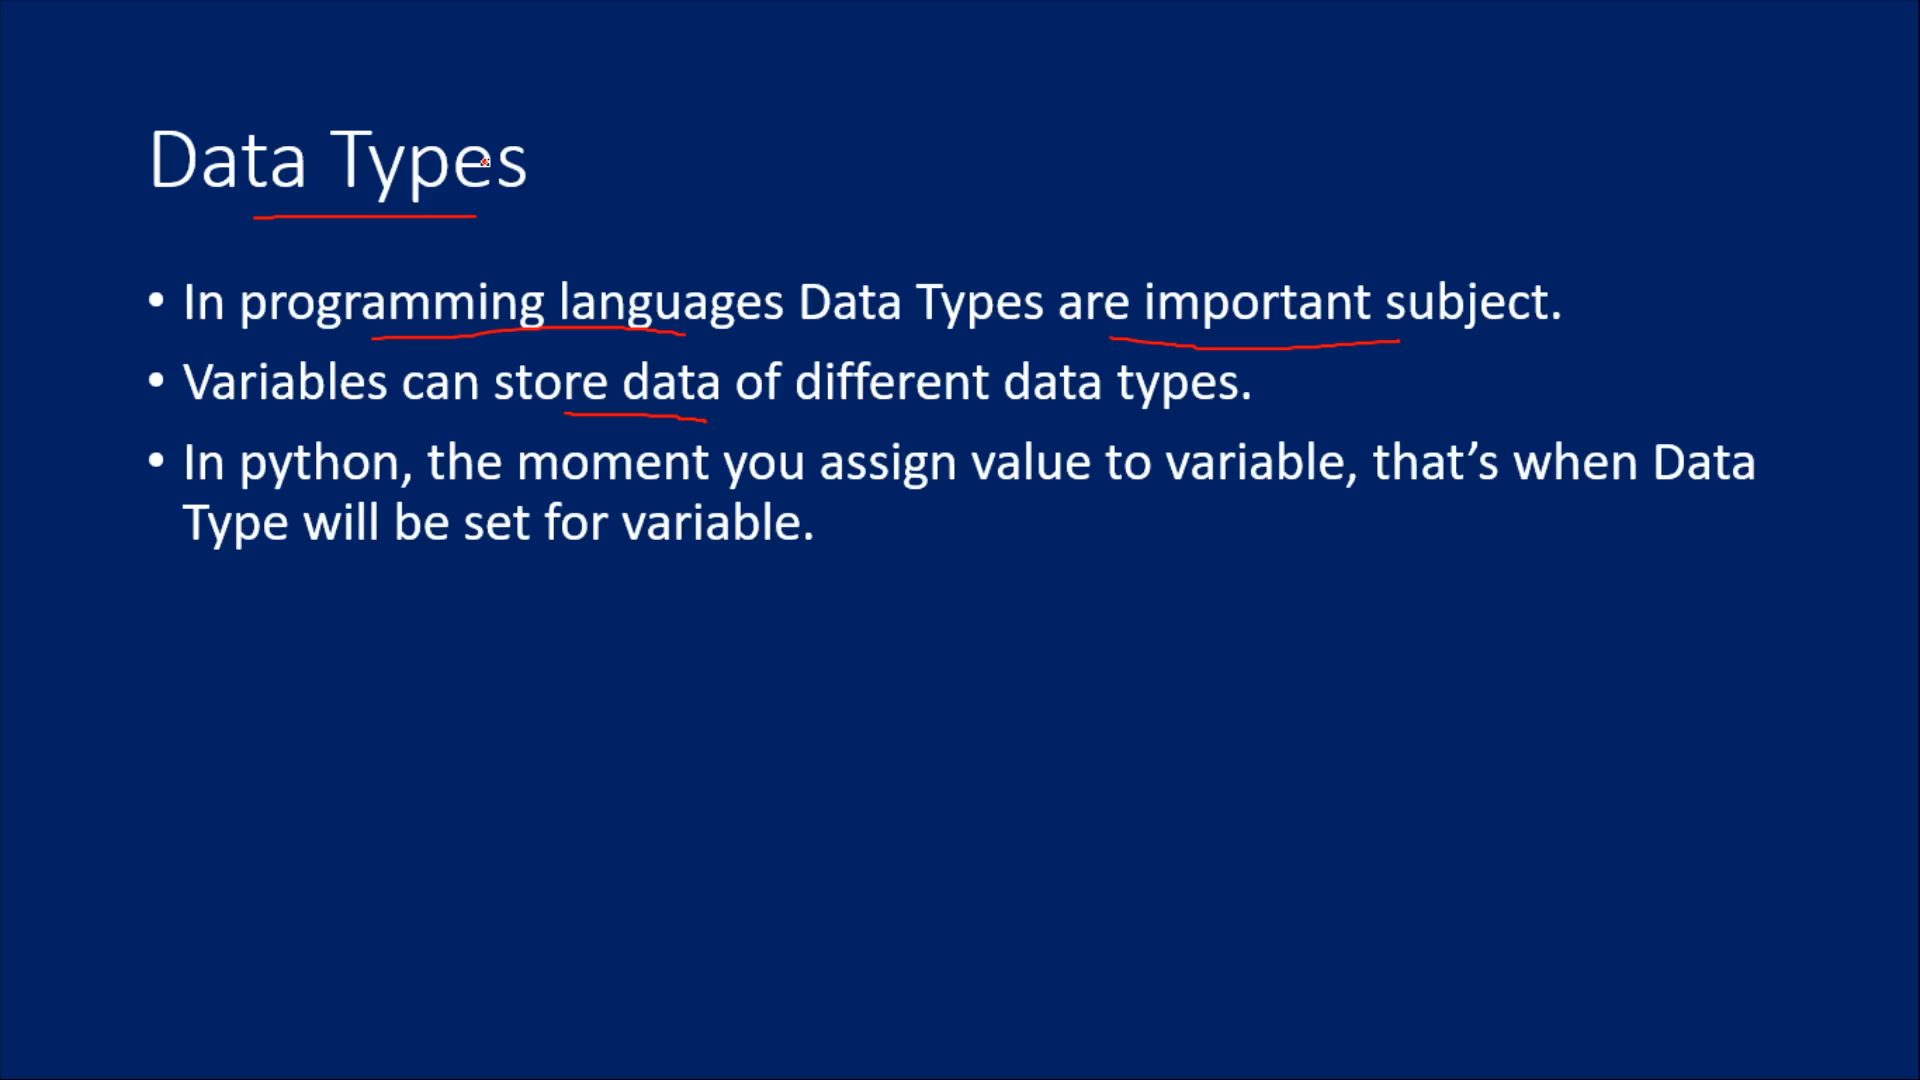 Data Types
• In programming languages Data Types are important subject.
• Variables can store data of different data types.
• In python, the moment you assign value to variable, that’s when Data
Type will be set for variable.